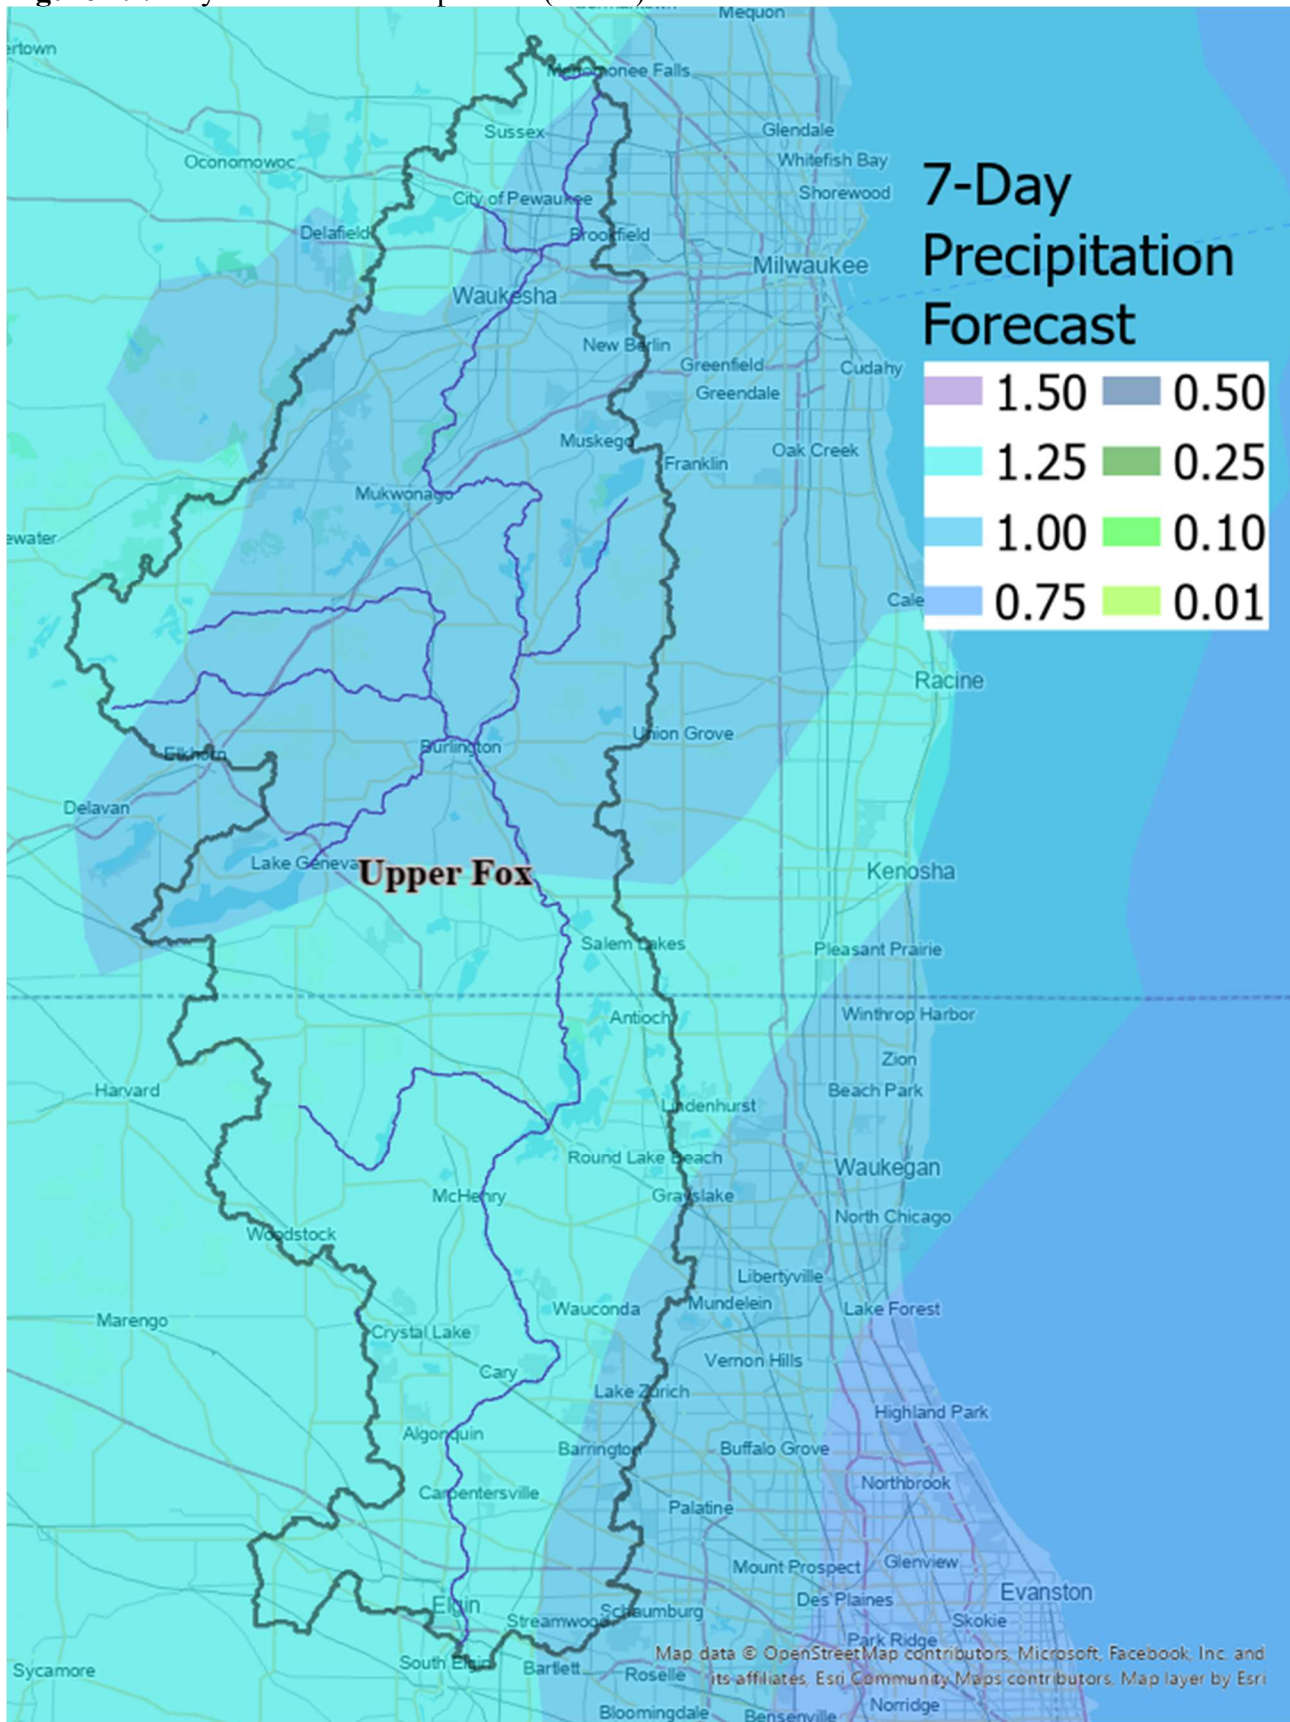 Mequon
ertown
Menomonee Falls
Sussex
Glendale
Oconomowoc
Whitefish Bay
Shorewood
7-Day
Precipitation
Forecast
City of Pewaukee
Delafield
Brookfield
Milwaukee
Waukesha
New Berlin
Greenfield
Cudahy
Greendale
1.50 0.50
1.25 0.25
1.00 0.10
0.75 0.01
Muskego
Franklin
Oak Creek
Mukwonago
ewater
Cale
Racine
Union Grove
Elkhorn
Burlington
Delavan
Lake Geneva
Upper Fox
Kenosha
Salem Lakes
Pleasant Prairie
Antioch
Winthrop Harbor
Zion
Harvard
Beach Park
Lindenhurst
Round Lake Beach
Waukegan
McHenry
Grayslake
North Chicago
Woodstock
Libertyville
Wauconda
Mundelein
Lake Forest
Marengo
Crystal Lake
Vernon Hills
Cary
Lake Zurich
Highland Park
Algonquin
Barrington
Buffalo Grove
Carpentersville
Northbrook
Palatine
Mount Prospect
Glenview
Evanston
Elgin
Des Plaines
Streamwood
Schaumburg
Skokie
Park Ridge
Map data © OpenStreetMap contributors, Microsoft, Facebook, Inc. and
its affiliates, Esri Community Maps contributors, Map layer by Esri
Sycamore
South Elgin
Bartlett
Roselle
Norridge
Bloomingdale
Bensenville